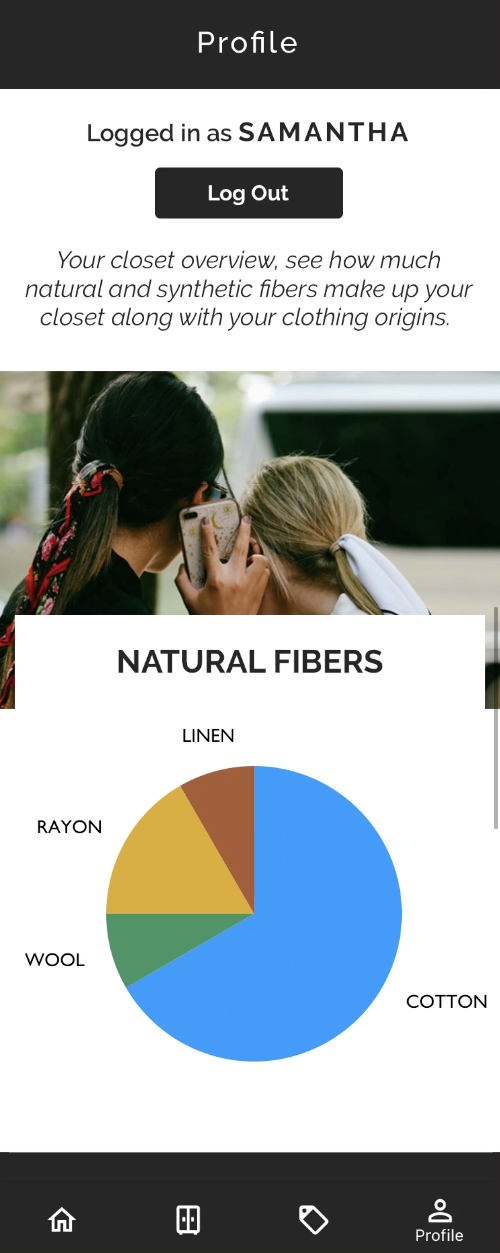 Profile
Logged in as SAMANTHA
Log Out
Your closet overview, see how much
natural and synthetic fibers make up your
closet along with your clothing origins.
NATURAL FIBERS
LINEN
RAYON
WOOL
COTTON
Profile